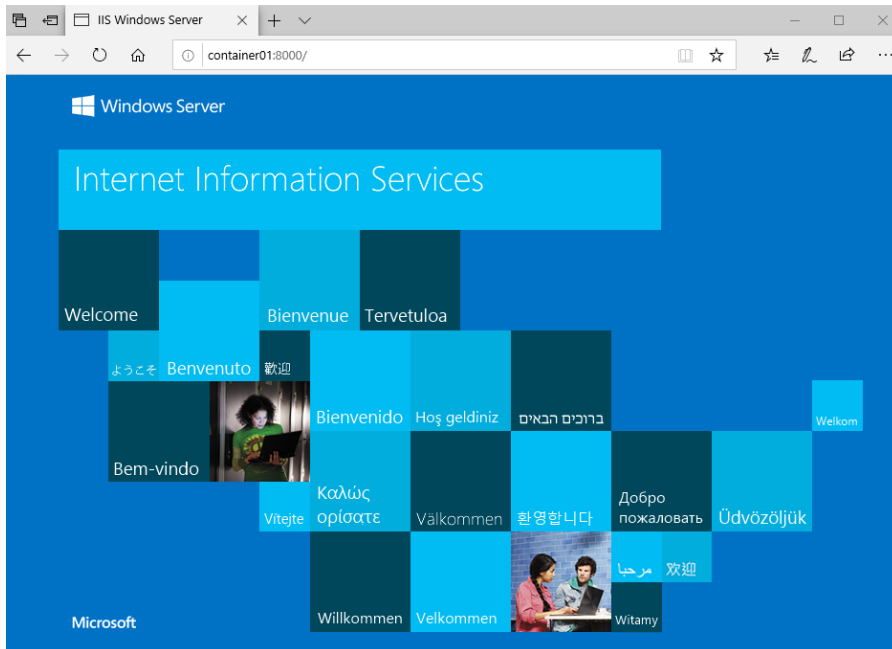 IIS Windows Server
container01:8000/
Windows Server
Internet Information Services
Welcome
Bienvenue
Tervetuloa
ようこそ
Benvenuto
歡迎
Bienvenido
Hoş geldiniz
ברוכים הבאים
Welkom
Bem-vindo
Vítejte
Καλώς
ορίσατε
Välkommen
환영합니다
Добро
пожаловать
Üdvözöljük
مرحبا
欢迎
Willkommen
Velkommen
Witamy
Microsoft